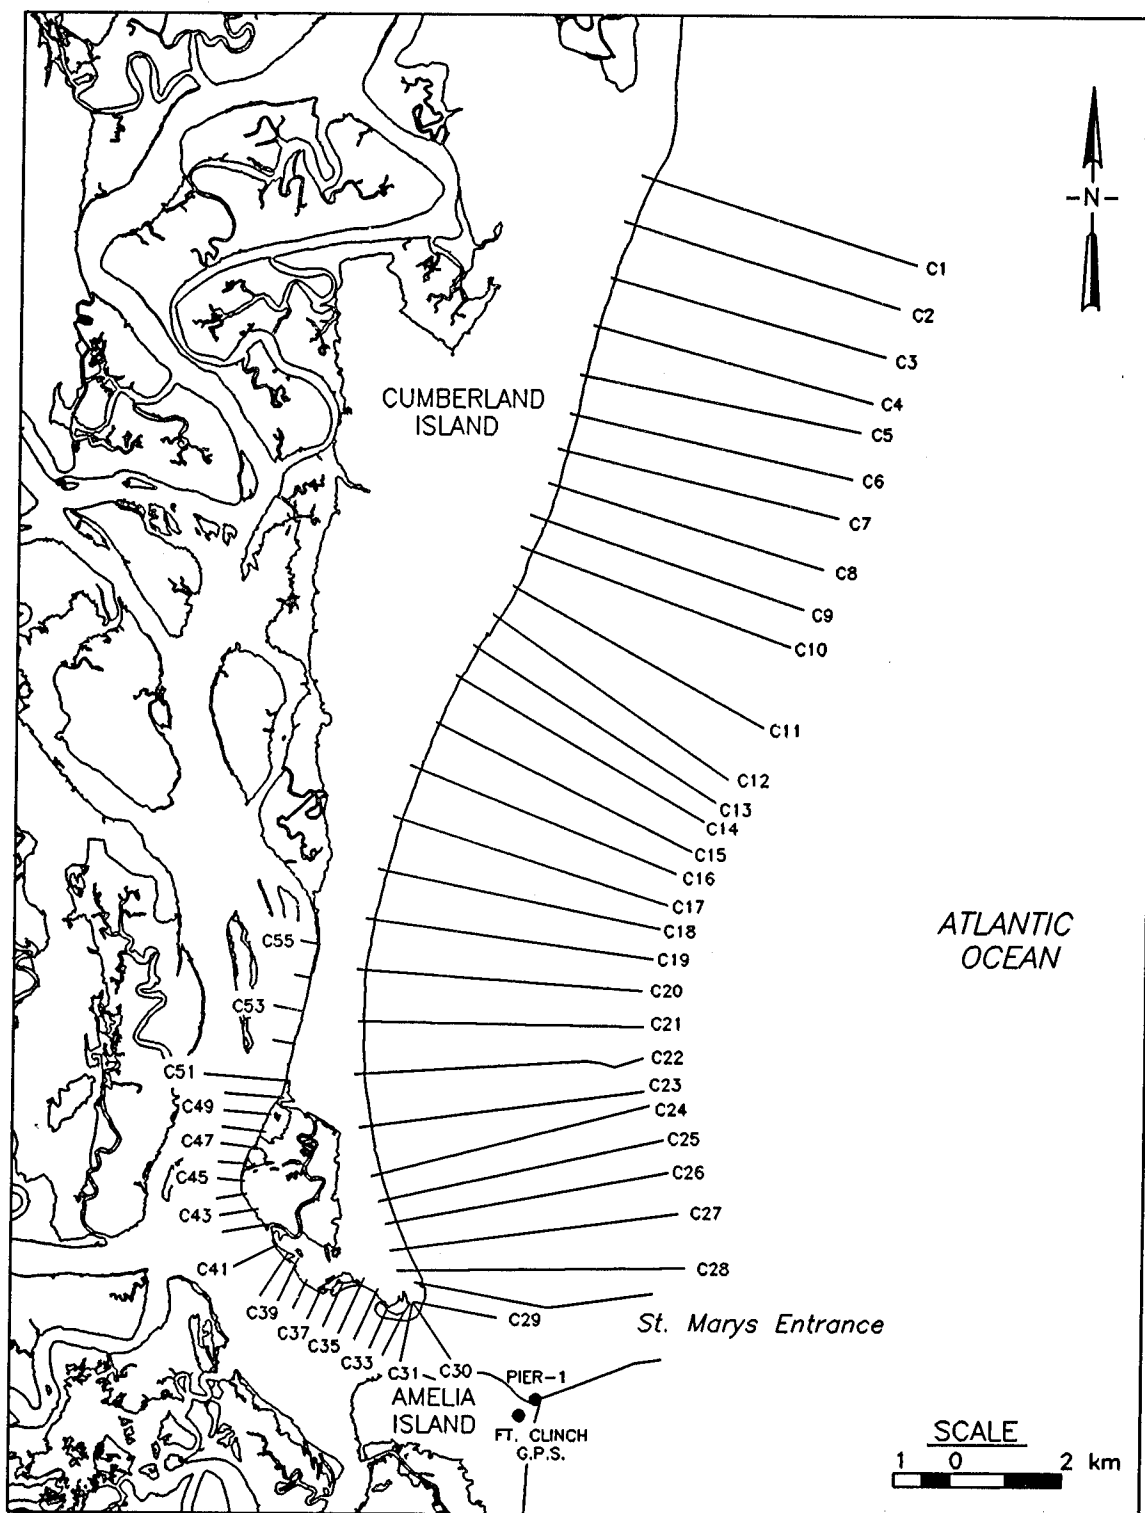 C1
-N-
C2
C3
CUMBERLAND
ISLAND
C4
C5
C6
C7
C8
C9
C10
C11
C12
C13
C14
C15
C16
C17
ATLANTIC
OCEAN
C18
C55
C19
C20
C53
C21
C22
C51
C23
C49
C24
C47
C25
C45
C26
C43
C27
C41
C28
C39
C29
St. Marys Entrance
C37
C35
C33
C31
C30
PIER-1
AMELIA
ISLAND
FT. CLINCH
G.P.S.
SCALE
1 0 2 km